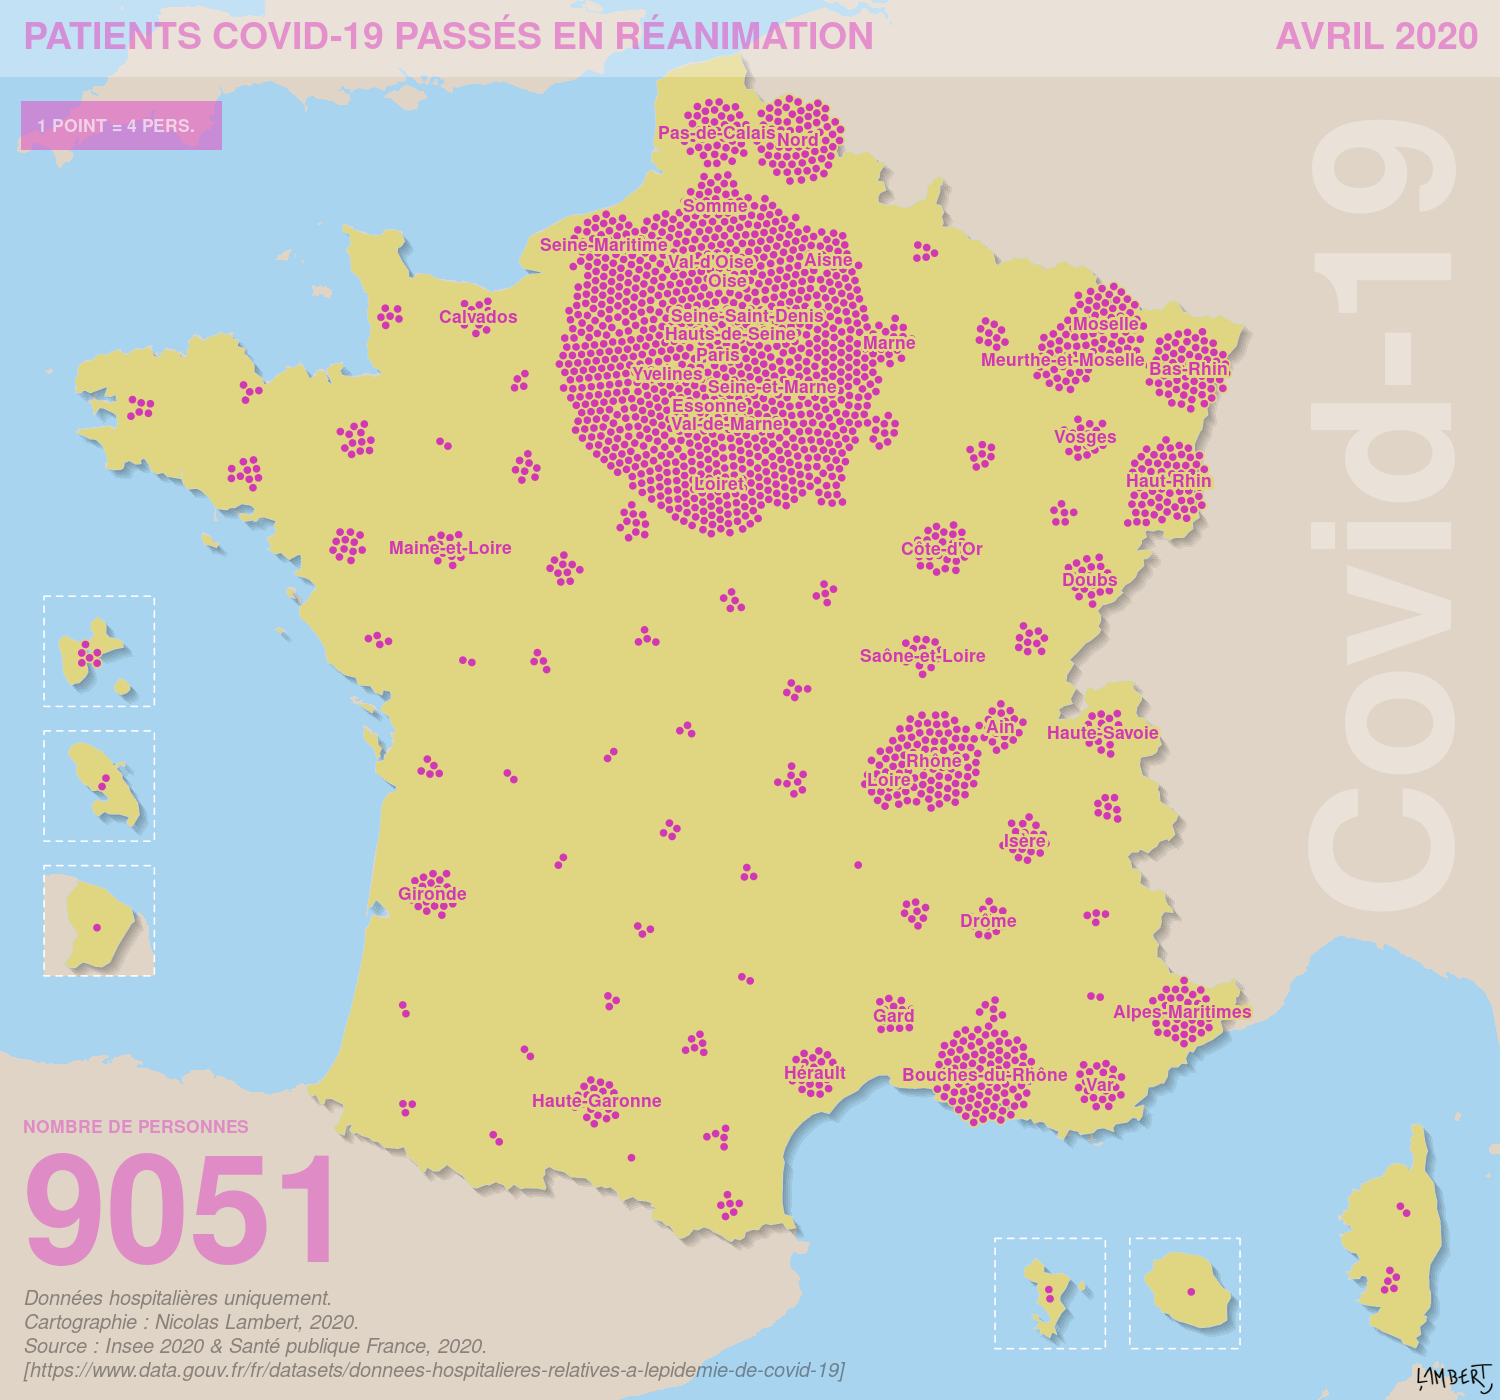 PATIENTS COVID-19 PASSÉS EN RÉANIMATION
AVRIL 2020
1 POINT = 4 PERS.
Covid-19
Pas-de-Calais
Nord
Somme
Seine-Maritime
Val-d'Oise
Aisne
Oise
Calvados
Seine-Saint-Denis
Hauts-de-Seine
Marne
Moselle
Paris
Meurthe-et-Moselle
Yvelines
Bas-Rhin
Seine-et-Marne
Essonne
Val-de-Marne
Vosges
Loiret
Haut-Rhin
Maine-et-Loire
Côte-d'Or
Doubs
Saône-et-Loire
Ain
Haute-Savoie
Rhône
Loire
Isère
Gironde
Drôme
Gard
Alpes-Maritimes
Hérault
Bouches-du-Rhône
Var
Haute-Garonne
NOMBRE DE PERSONNES
9051
Données hospitalières uniquement.
Cartographie : Nicolas Lambert, 2020.
Source : Insee 2020 & Santé publique France, 2020.
[https://www.data.gouv.fr/fr/datasets/donnees-hospitalieres-relatives-a-lepidemie-de-covid-19]
LAMBERT